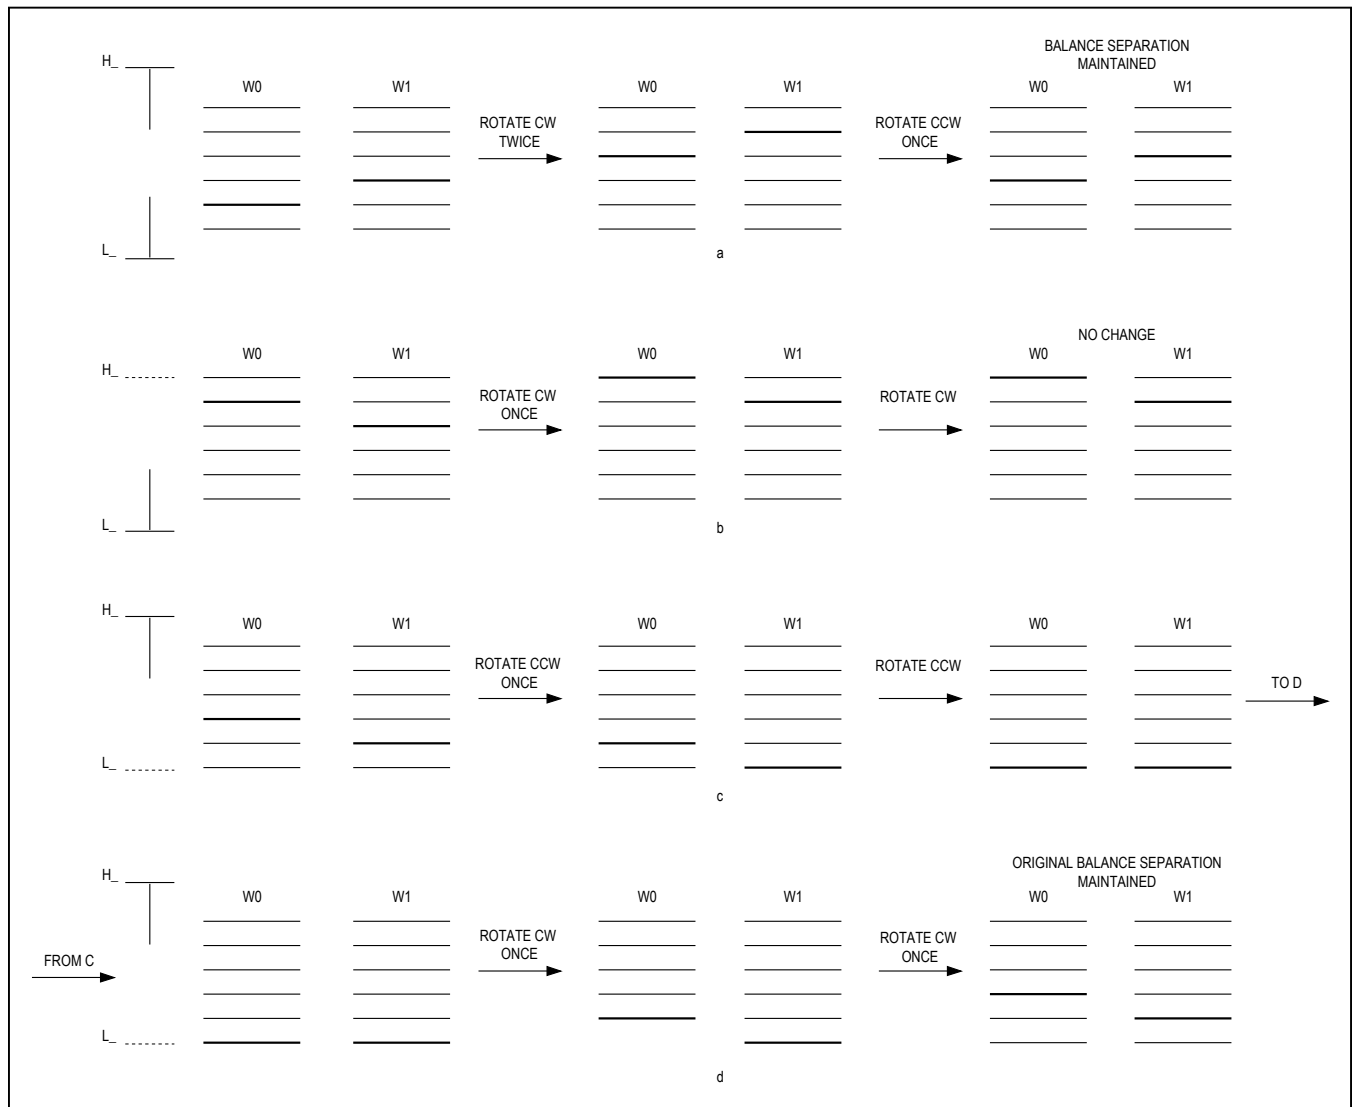 BALANCE SEPARATION
MAINTAINED
H_
W0 W1 W0 W1 W0 W1
ROTATE CW
TWICE
ROTATE CCW
ONCE
L_
a
NO CHANGE
W0 W1 W0 W1 W0 W1
H_
ROTATE CW
ONCE
ROTATE CW
L_
b
H_
W0 W1 W0 W1 W0 W1
ROTATE CCW
ONCE
ROTATE CCW
TO D
L_
c
ORIGINAL BALANCE SEPARATION
MAINTAINED
H_
W0 W1 W0 W1 W0 W1
ROTATE CW
ONCE
ROTATE CW
ONCE
FROM C
L_
d